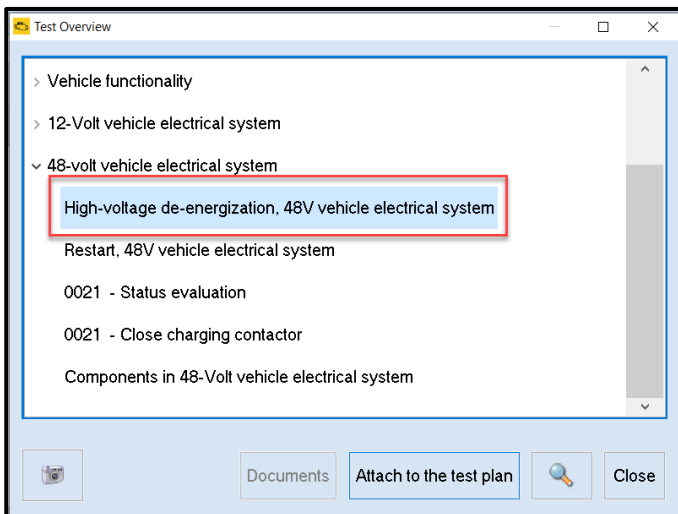 Test Overview
Vehicle functionality
12-Volt vehicle electrical system
48-volt vehicle electrical system
High-voltage de-energization, 48V vehicle electrical system
Restart, 48V vehicle electrical system
0021 - Status evaluation
0021 - Close charging contactor
Components in 48-Volt vehicle electrical system
Documents
Attach to the test plan
Close